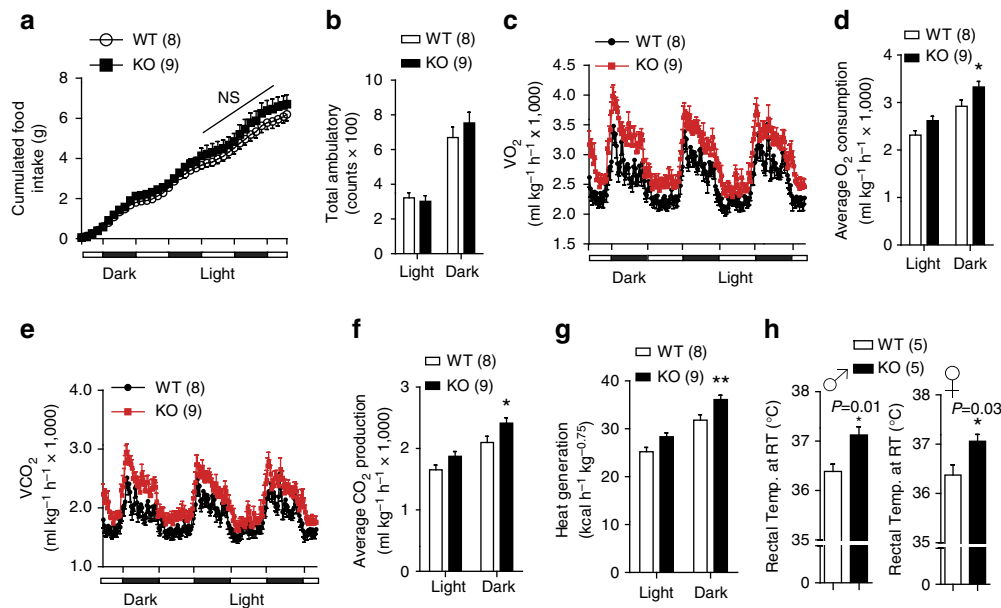 a
WT (8)
KO (9)
NS
Cumulated food
intake (g)
8
6
4
2
0
Dark
Light
b
WT (8)
KO (9)
Total ambulatory
(counts × 100)
10
8
6
4
2
0
Light
Dark
c
WT (8)
KO (9)
VO2
(ml kg–1 h–1 × 1,000)
4.5
4.0
3.5
3.0
2.5
2.0
1.5
Dark
Light
d
WT (8)
KO (9)
*
Average O2 consumption
(ml kg–1 h–1 × 1,000)
4
3
2
1
0
Light
Dark
e
WT (8)
KO (9)
VCO2
(ml kg–1 h–1 × 1,000)
4.0
3.0
2.0
1.0
Dark
Light
f
WT (8)
KO (9)
*
Average CO2 production
(ml kg–1 h–1 × 1,000)
3
2
1
0
Light
Dark
g
WT (8)
KO (9)
**
Heat generation
(kcal h–1 kg–0.75)
50
40
30
20
10
0
Light
Dark
h
WT (5)
KO (5)
♂
P=0.01
*
Rectal Temp. at RT (°C)
38
37
36
35
0
♀
P=0.03
*
Rectal Temp. at RT (°C)
38
37
36
35
0